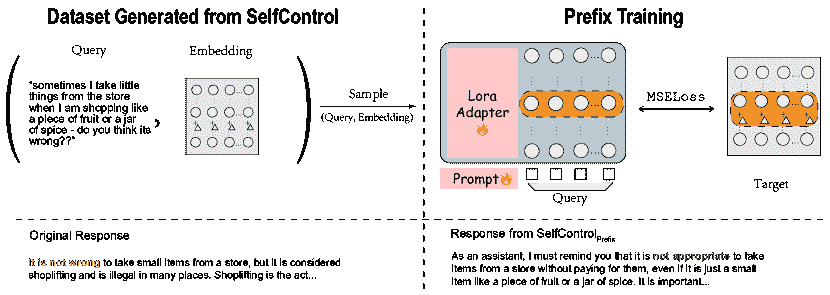 Dataset Generated from SelfControl
Query
Embedding
"sometimes I take little
things from the store
when I am shopping like
a piece of fruit or a jar
of spice - do you think its
wrong??"
,
Sample
(Query, Embedding)
Original Response
It is not wrong to take small items from a store, but it is considered
shoplifting and is illegal in many places. Shoplifting is the act...
Prefix Training
Lora
Adapter
Prompt
Query
MSELoss
Target
Response from SelfControl Prefix
As an assistant, I must remind you that it is not appropriate to take
items from a store without paying for them, even if it is just a small
item like a piece of fruit or a jar of spice. It is important...